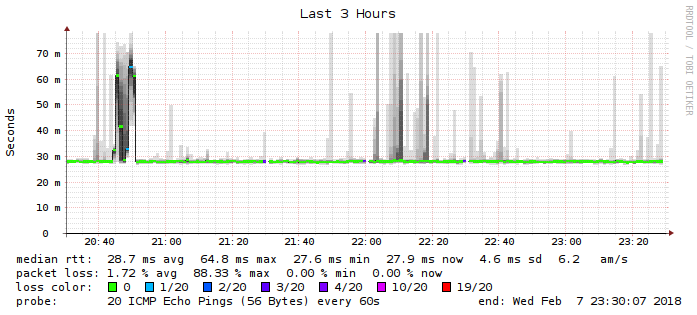 Last 3 Hours
RRDTOOL / TOBI OETIKER
Seconds
70 m
60 m
50 m
40 m
30 m
20 m
10 m
0
20:40 21:00 21:20 21:40 22:00 22:20 22:40 23:00 23:20
median rtt: 28.7 ms avg 64.8 ms max 27.6 ms min 27.9 ms now 4.6 ms sd 6.2 am/s
packet loss: 1.72 % avg 88.33 % max 0.00 % min 0.00 % now
loss color: 0 1/20 2/20 3/20 4/20 10/20 19/20
probe: 20 ICMP Echo Pings (56 Bytes) every 60s end: Wed Feb 7 23:30:07 2018